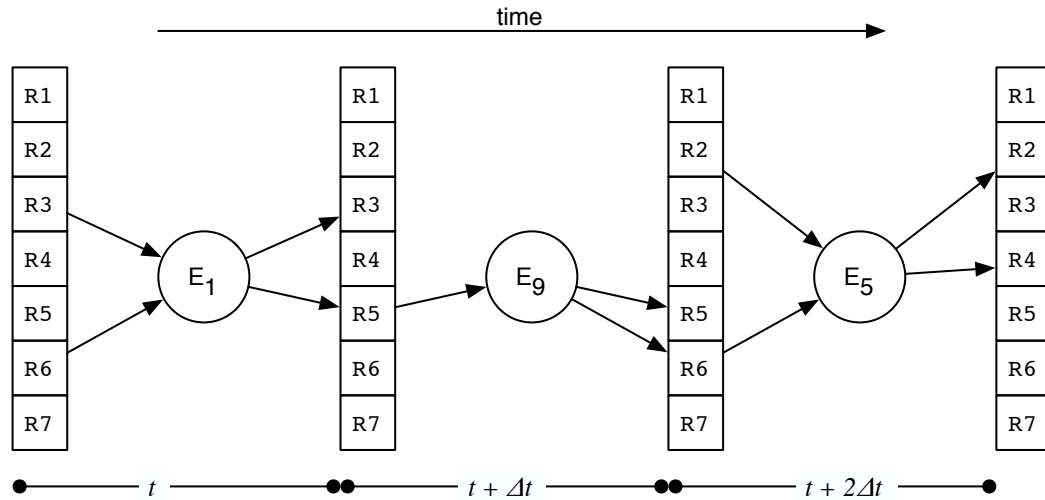 time
R1 R1 R1 R1
R2 R2 R2 R2
R3 R3 R3 R3
R4 E1 R4 E9 R4 E5 R4
R5 R5 R5 R5
R6 R6 R6 R6
R7 R7 R7 R7
t t + Δt t + 2Δt